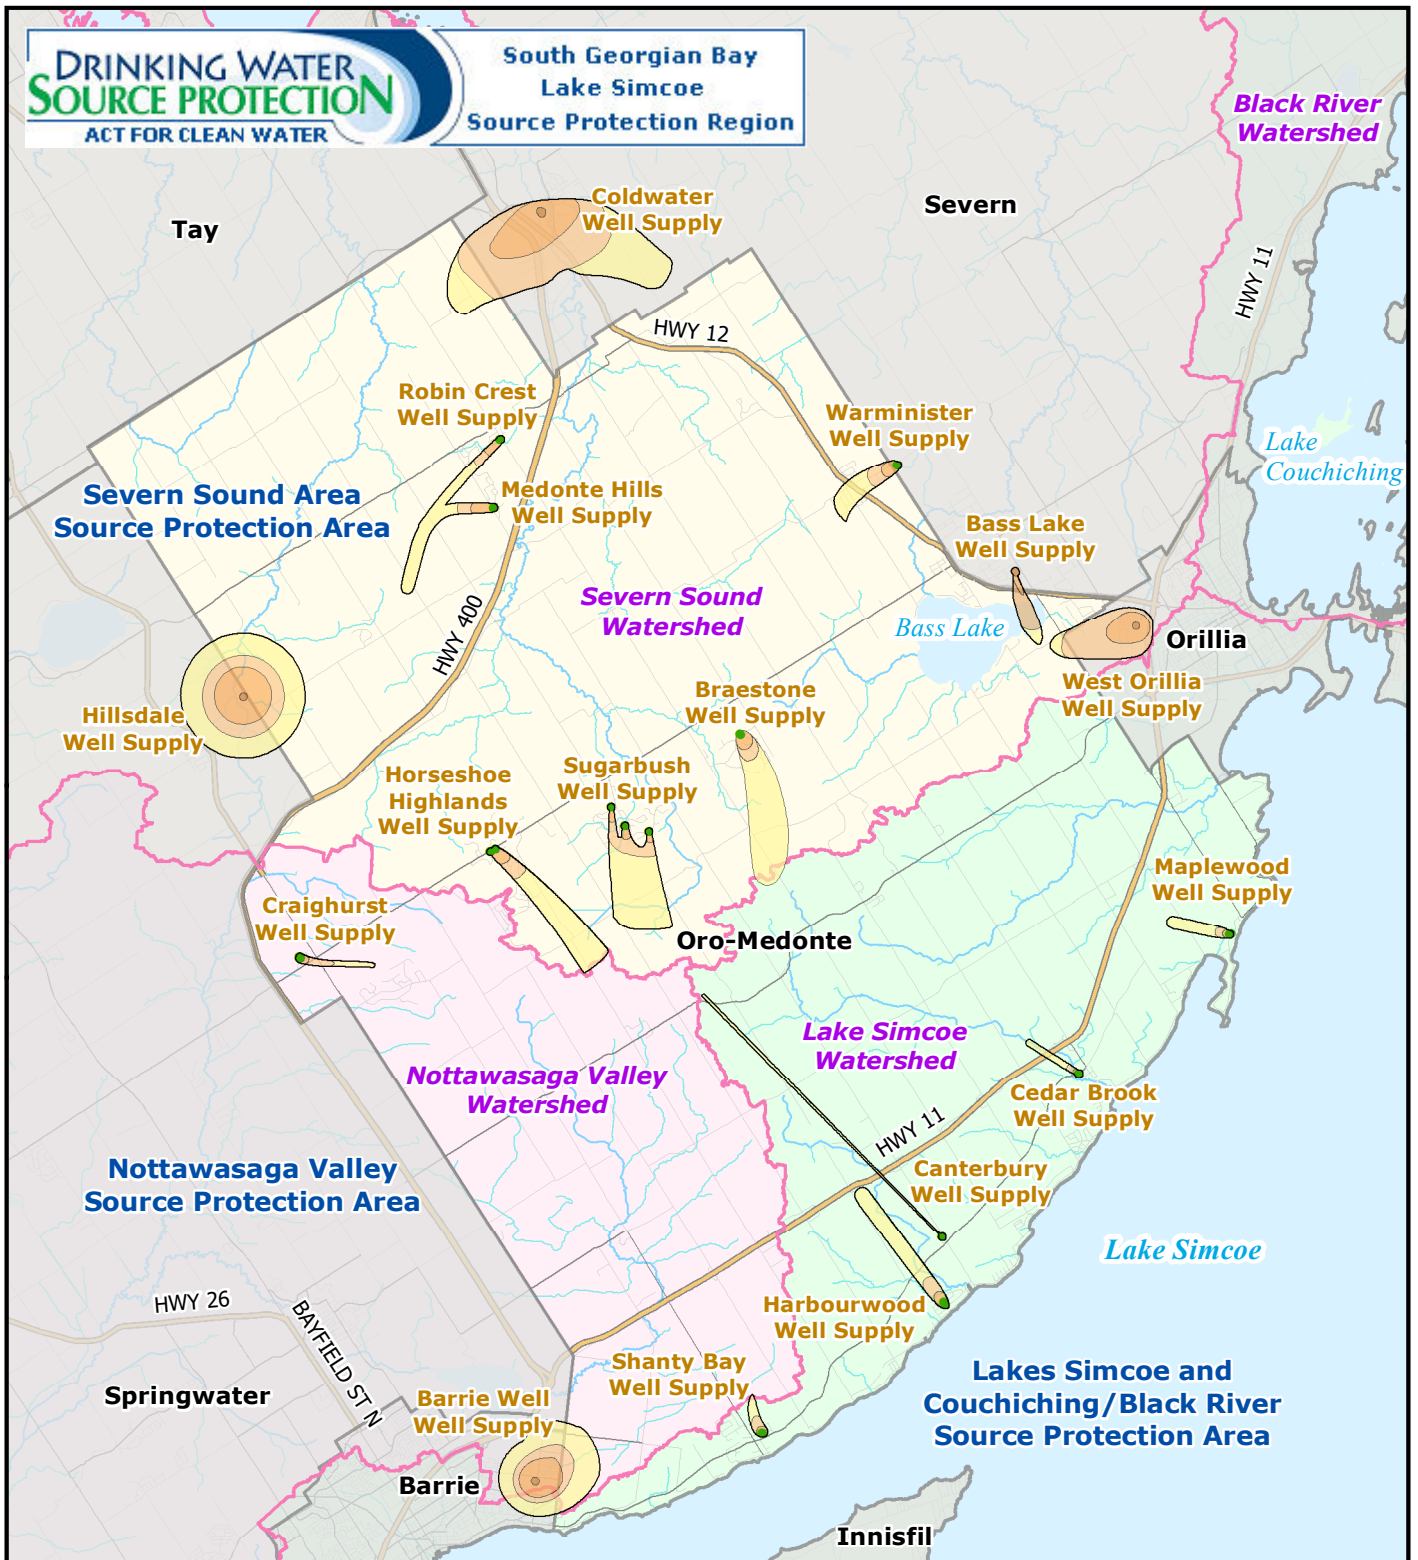 DRINKING WATER
SOURCE PROTECTION
ACT FOR CLEAN WATER
South Georgian Bay
Lake Simcoe
Source Protection Region
Black River
Watershed
Coldwater
Well Supply
Severn
Tay
HWY 11
HWY 12
Robin Crest
Well Supply
Warminister
Well Supply
Lake
Couchiching
Severn Sound Area
Source Protection Area
Medonte Hills
Well Supply
Bass Lake
Well Supply
Severn Sound
Watershed
HWY 400
Bass Lake
Orillia
West Orillia
Well Supply
Braestone
Well Supply
Hillsdale
Well Supply
Horseshoe
Highlands
Well Supply
Sugarbush
Well Supply
Maplewood
Well Supply
Craighurst
Well Supply
Oro-Medonte
Lake Simcoe
Watershed
Nottawasaga Valley
Watershed
Cedar Brook
Well Supply
HWY 11
Canterbury
Well Supply
Nottawasaga Valley
Source Protection Area
Lake Simcoe
HWY 26
BAYFIELD ST N
Harbourwood
Well Supply
Shanty Bay
Well Supply
Lakes Simcoe and
Couchiching/Black River
Source Protection Area
Springwater
Barrie Well
Well Supply
Barrie
Innisfil